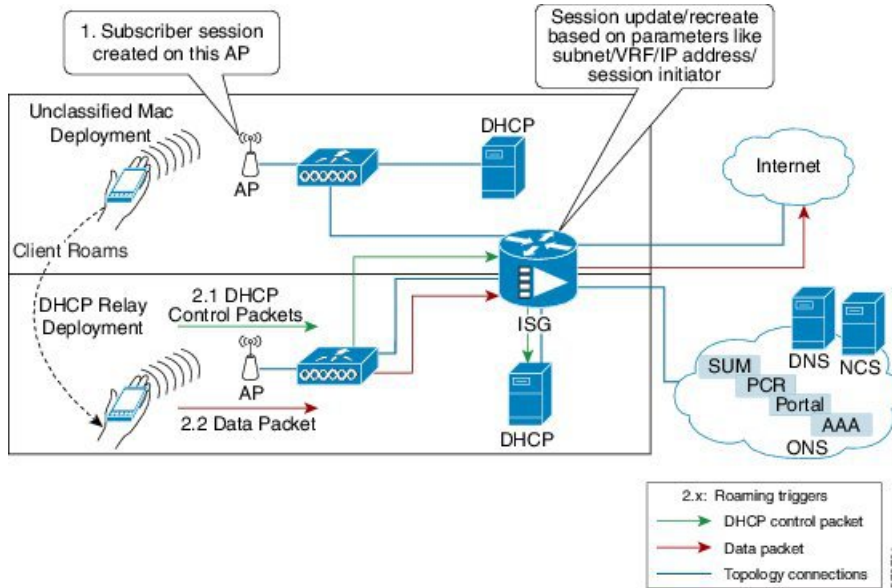 1. Subscriber session
created on this AP
Session update/recreate
based on parameters like
subnet/VRF/IP address/
session initiator
Unclassified Mac
Deployment
AP
DHCP
Internet
Client Roams
DHCP Relay
Deployment
2.1 DHCP
Control Packets
AP
2.2 Data Packet
ISG
DHCP
DNS
NCS
SUM
PCR
Portal
AAA
ONS
2.x: Roaming triggers
DHCP control packet
Data packet
Topology connections